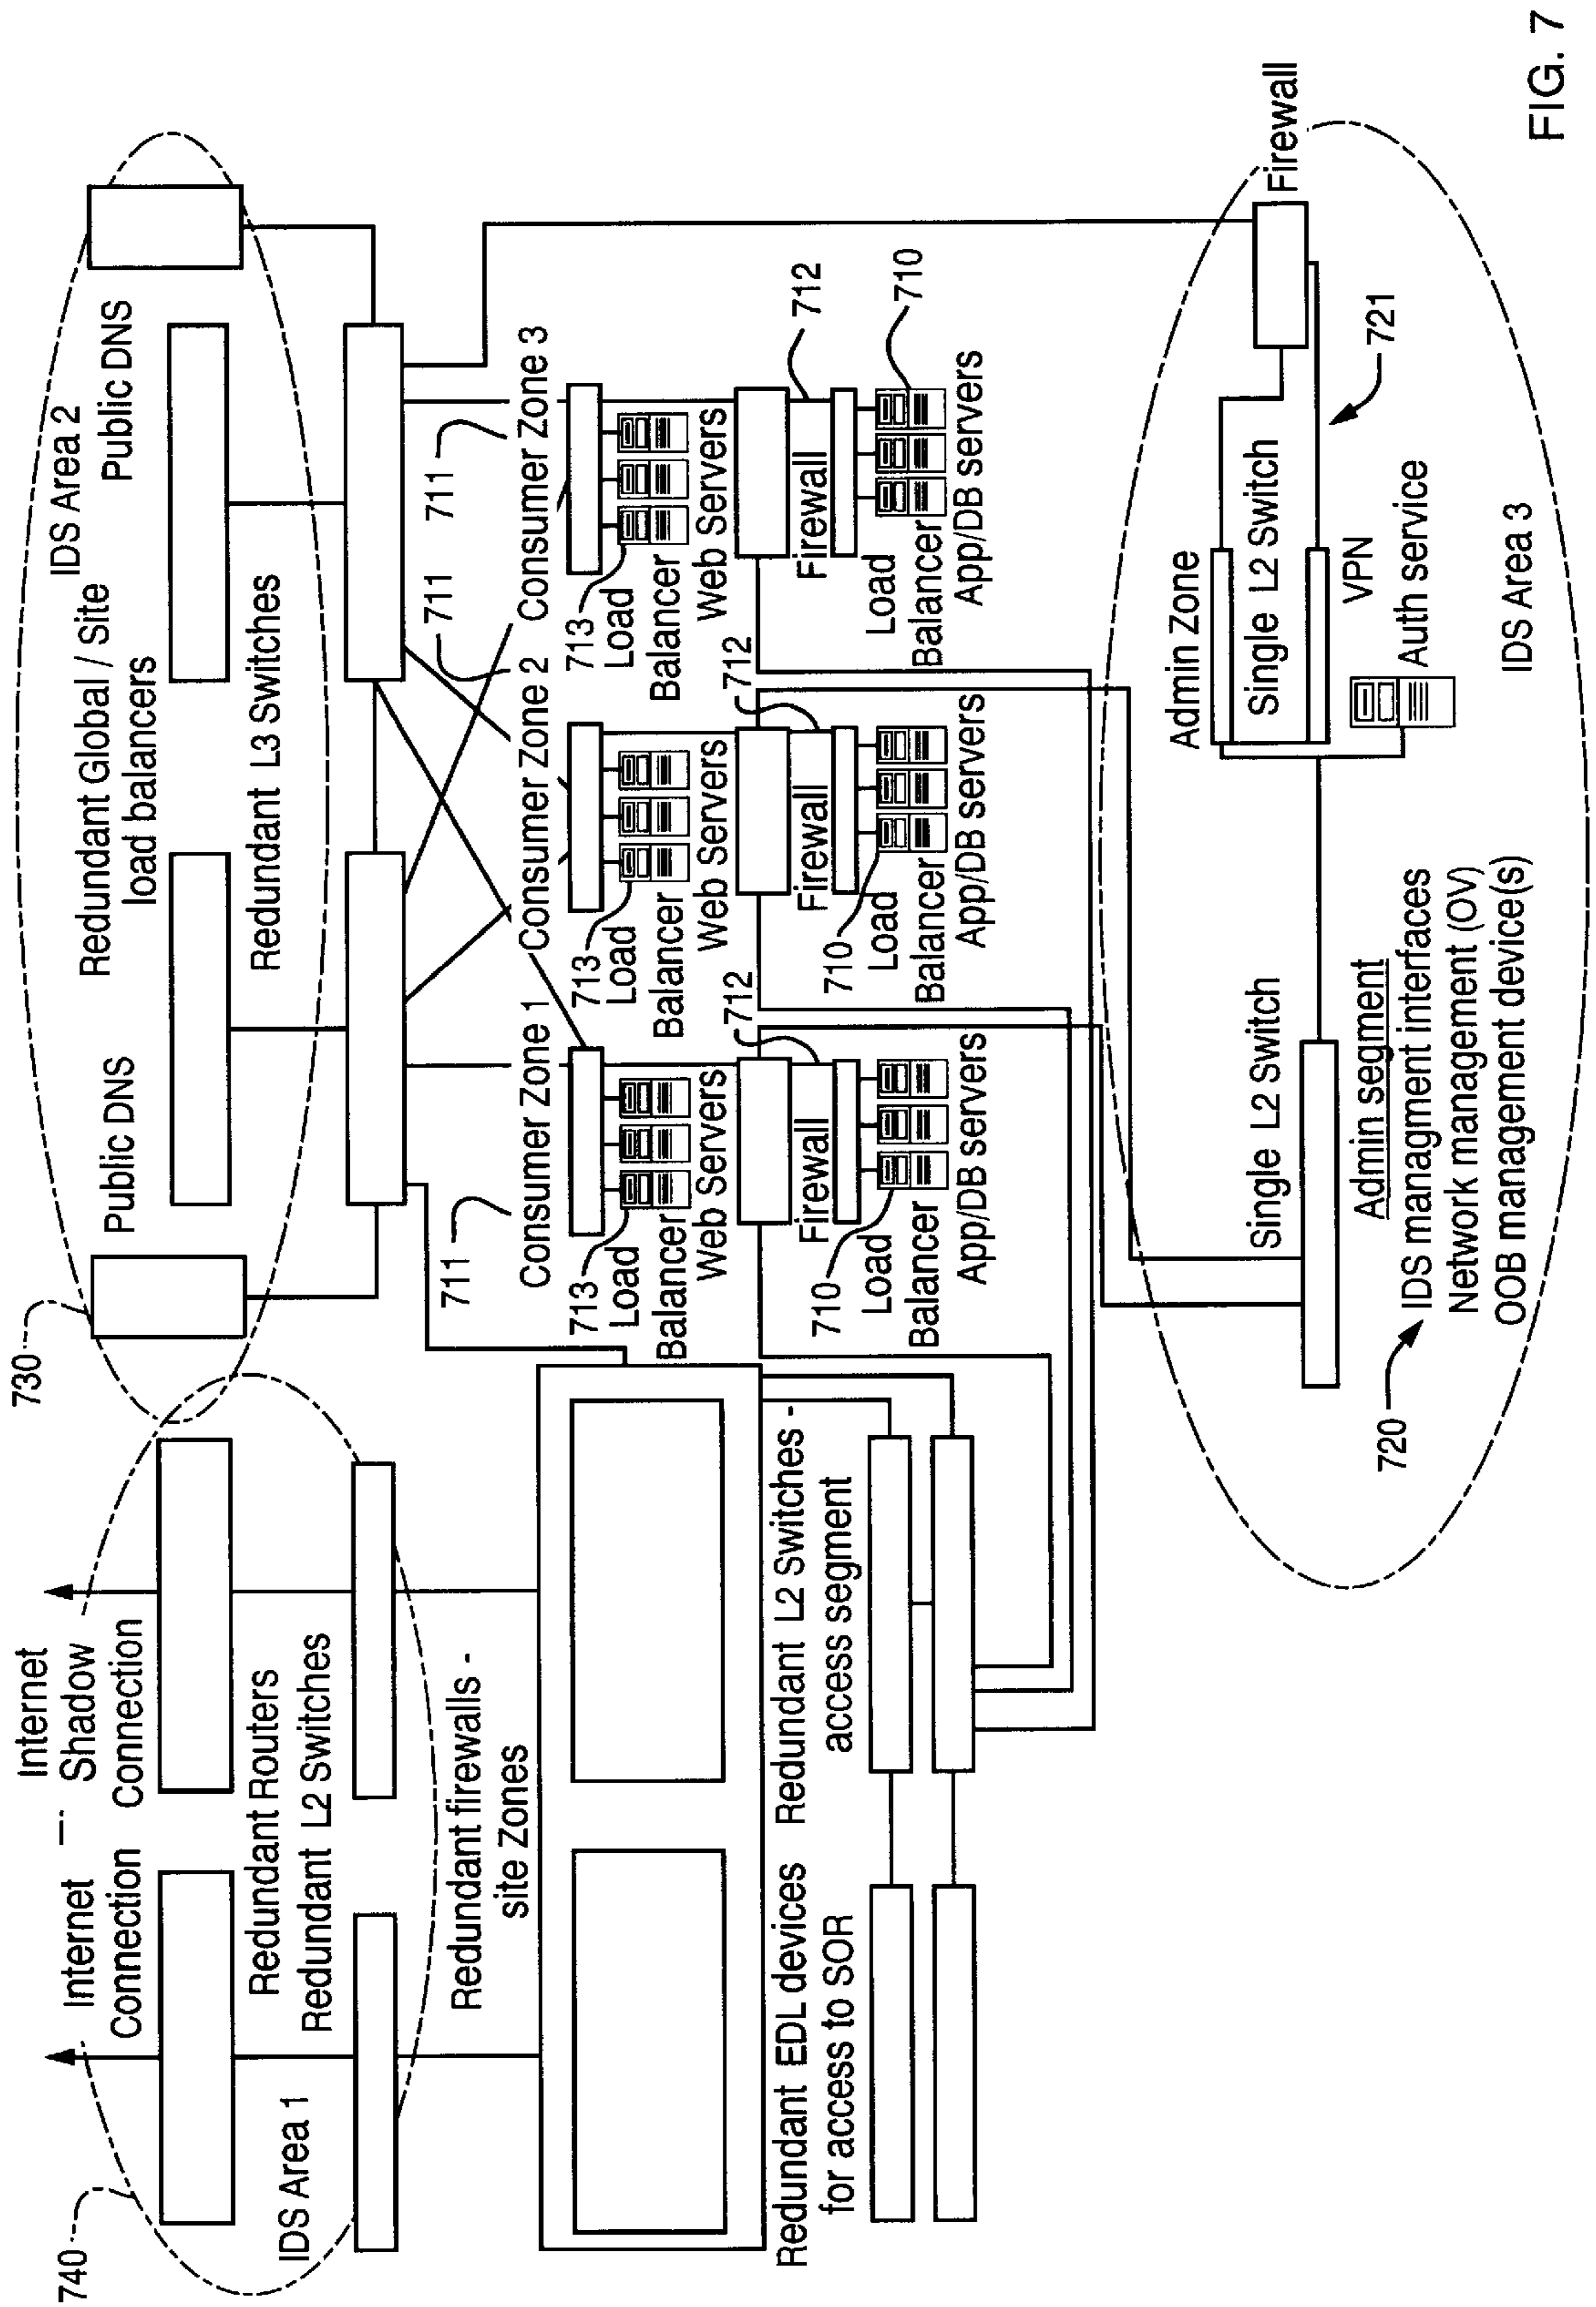 740
730
Internet
Connection
Internet
Shadow
Connection
Redundant Routers
Redundant L2 Switches
IDS Area 1
Redundant firewalls -
site Zones
IDS Area 2
Public DNS
Public DNS
Redundant Global / Site
load balancers
Redundant L3 Switches
711
711
711
Consumer Zone 1
Consumer Zone 2
Consumer Zone 3
713
Load
Balancer
Web Servers
713
Load
Balancer
Web Servers
713
Load
Balancer
Web Servers
712
712
712
Firewall
Firewall
Firewall
710
Load
Balancer
App/DB servers
710
Load
Balancer
App/DB servers
710
Load
Balancer
App/DB servers
Redundant EDL devices
for access to SOR
Redundant L2 Switches -
access segment
Single L2 Switch
Admin segment
IDS managment interfaces
Network management (OV)
OOB management device(s)
720
Admin Zone
Single L2 Switch
VPN
Auth service
721
Firewall
IDS Area 3
FIG. 7